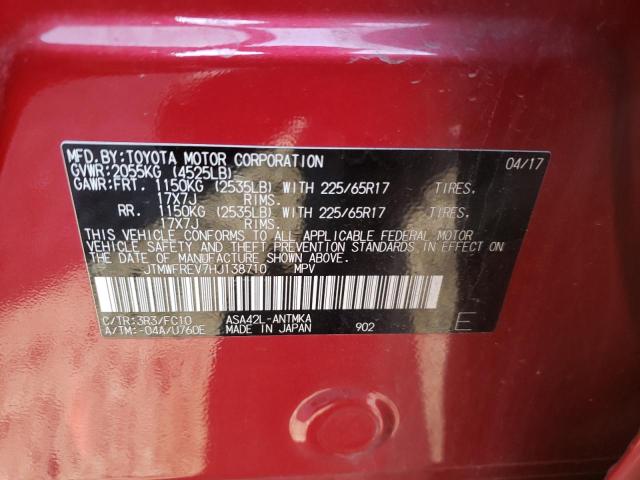 MFD. BY: TOYOTA MOTOR CORPORATION 04/17
GVWR: 2055KG (4525LB)
GAWR: FRT. 1150KG (2535LB) WITH 225/65R17 TIRES.
17X7J RIMS.
RR. 1150KG (2535LB) WITH 225/65R17 TIRES.
17X7J RIMS.
THIS VEHICLE CONFORMS TO ALL APPLICABLE FEDERAL MOTOR
VEHICLE SAFETY AND THEFT PREVENTION STANDARDS IN EFFECT ON
THE DATE OF MANUFACTURE SHOWN ABOVE.
JTMWFREV7HJ138710 MPV
C/TR: 3R3/FC10 ASA42L-ANTMKA
A/TM: -04A/U760E MADE IN JAPAN 902 E